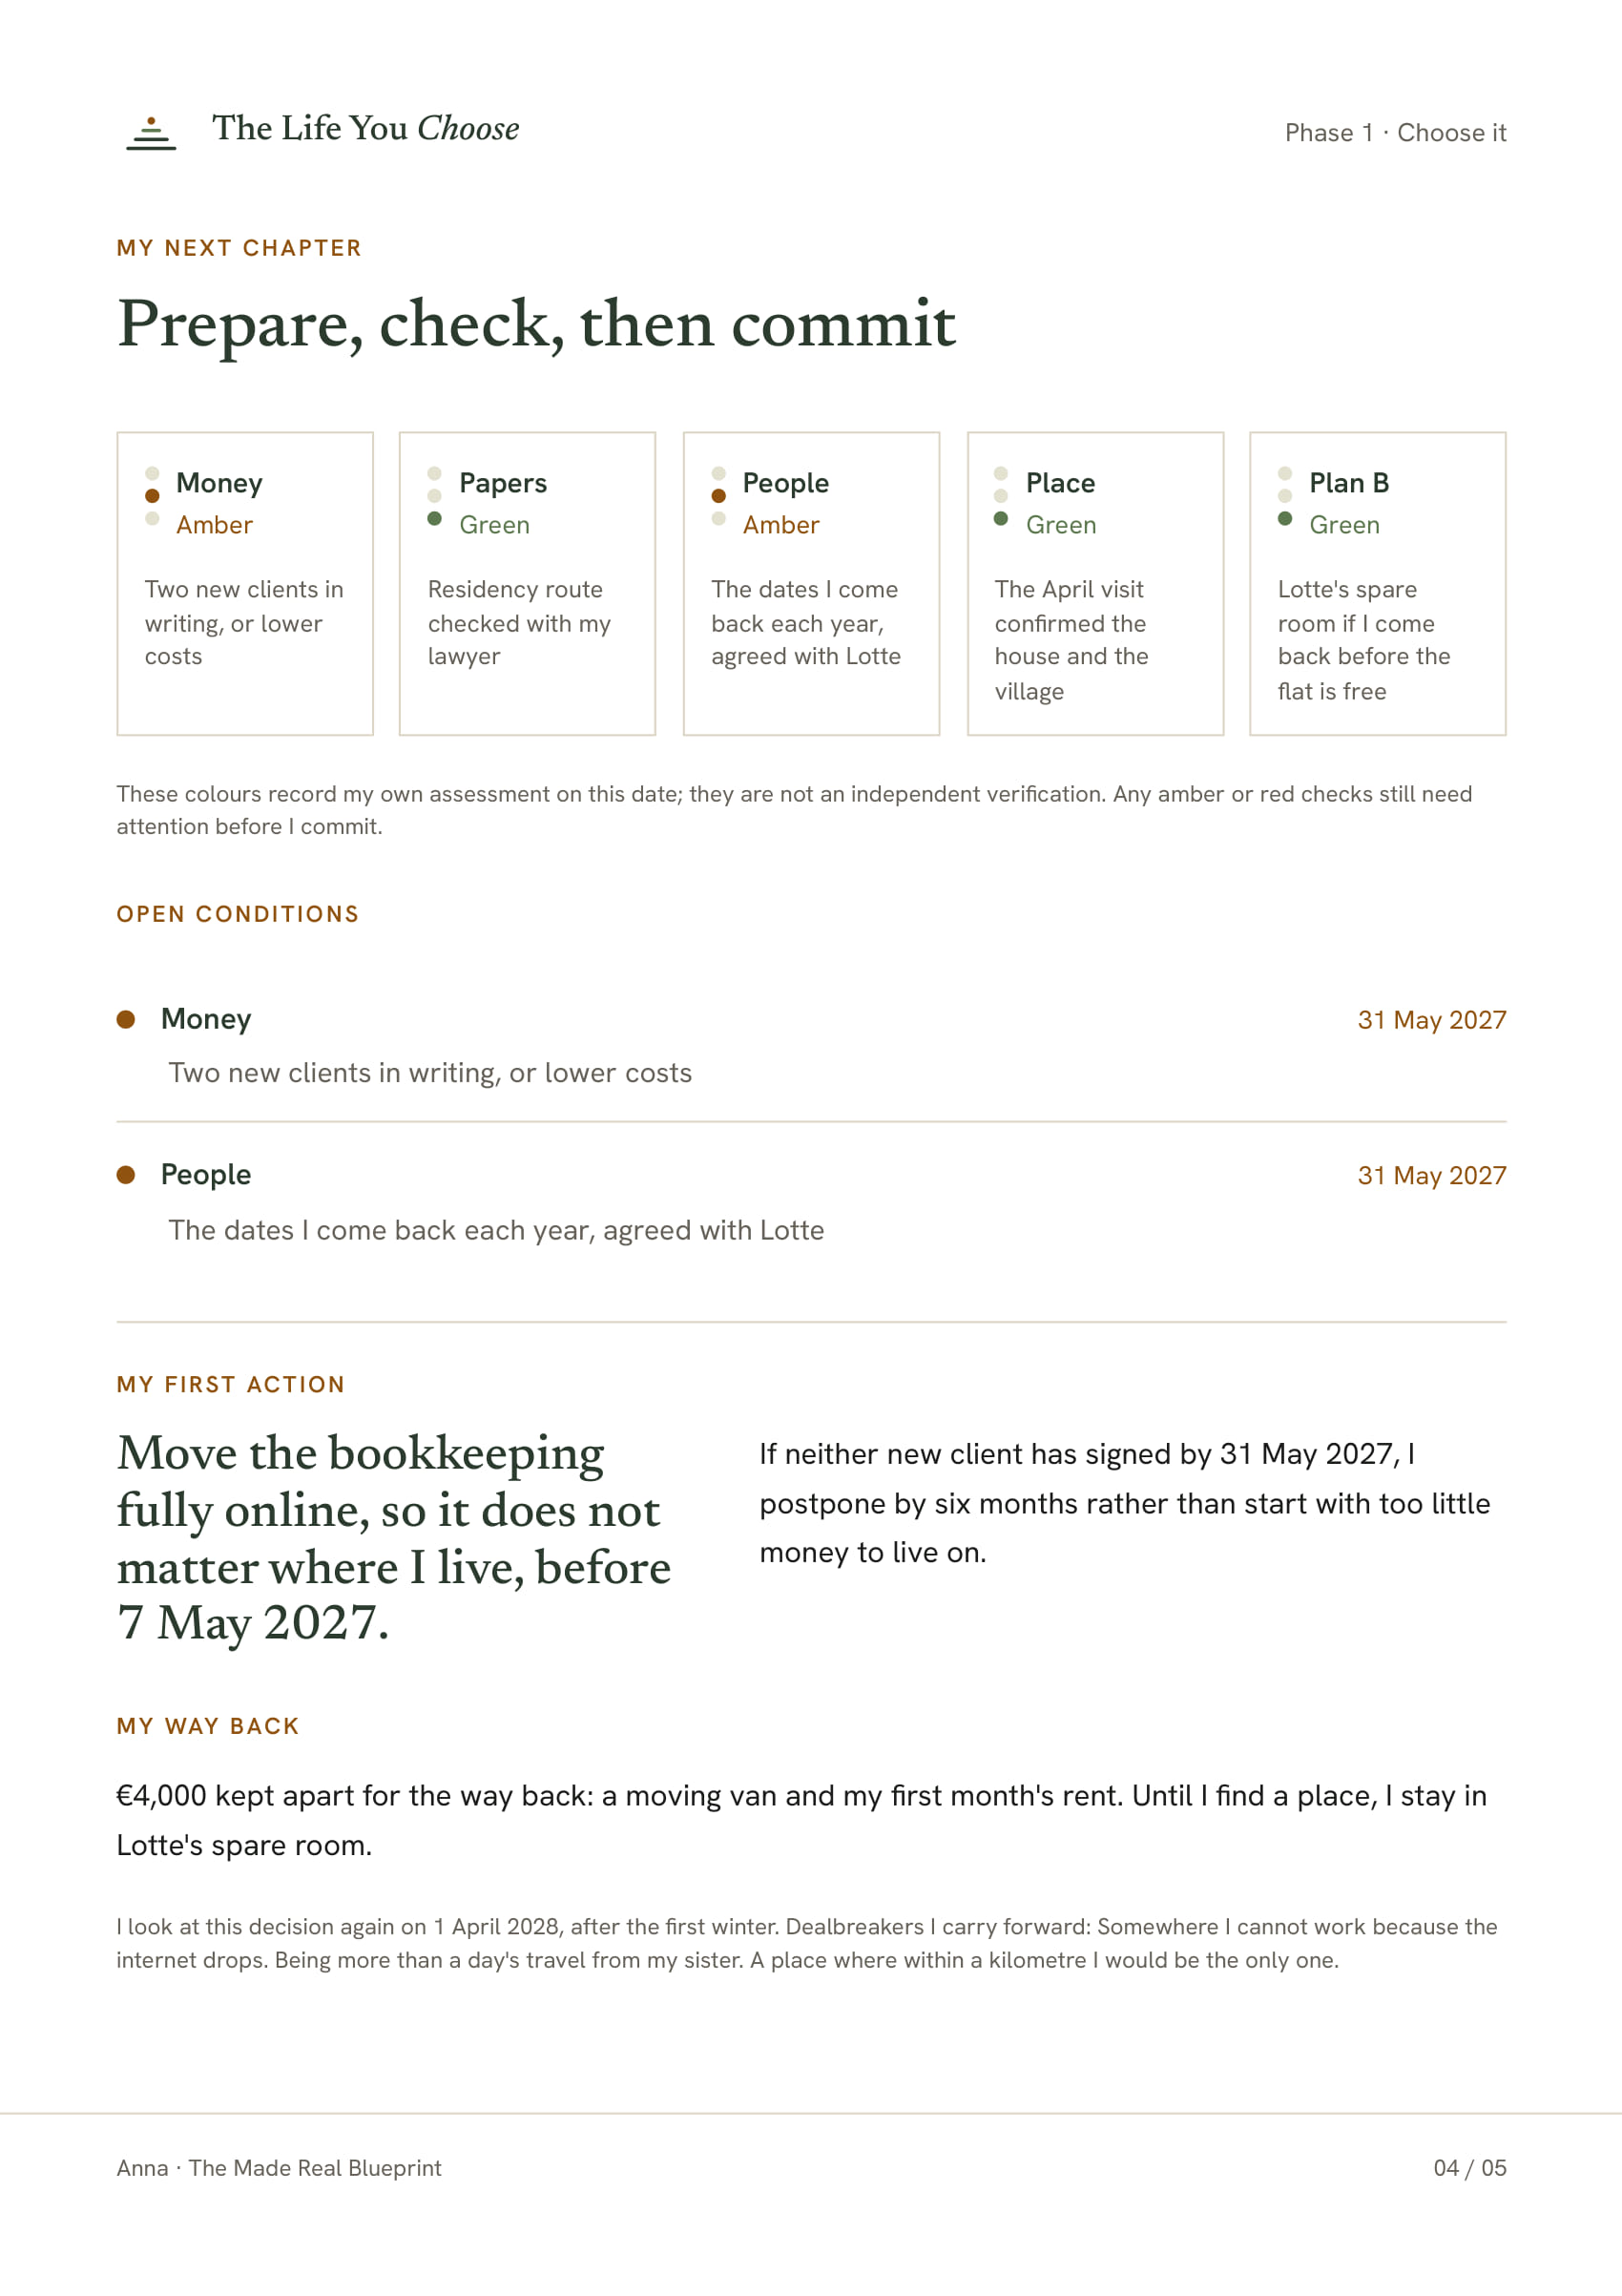 The Life You Choose
Phase 1 · Choose it
MY NEXT CHAPTER
Prepare, check, then commit
Money
Amber
Two new clients in
writing, or lower
costs
Papers
Green
Residency route
checked with my
lawyer
People
Amber
The dates I come
back each year,
agreed with Lotte
Place
Green
The April visit
confirmed the
house and the
village
Plan B
Green
Lotte's spare
room if I come
back before the
flat is free
These colours record my own assessment on this date; they are not an independent verification. Any amber or red checks still need
attention before I commit.
OPEN CONDITIONS
Money
31 May 2027
Two new clients in writing, or lower costs
People
31 May 2027
The dates I come back each year, agreed with Lotte
MY FIRST ACTION
Move the bookkeeping
fully online, so it does not
matter where I live, before
7 May 2027.
If neither new client has signed by 31 May 2027, I
postpone by six months rather than start with too little
money to live on.
MY WAY BACK
€4,000 kept apart for the way back: a moving van and my first month's rent. Until I find a place, I stay in
Lotte's spare room.
I look at this decision again on 1 April 2028, after the first winter. Dealbreakers I carry forward: Somewhere I cannot work because the
internet drops. Being more than a day's travel from my sister. A place where within a kilometre I would be the only one.
Anna · The Made Real Blueprint
04 / 05